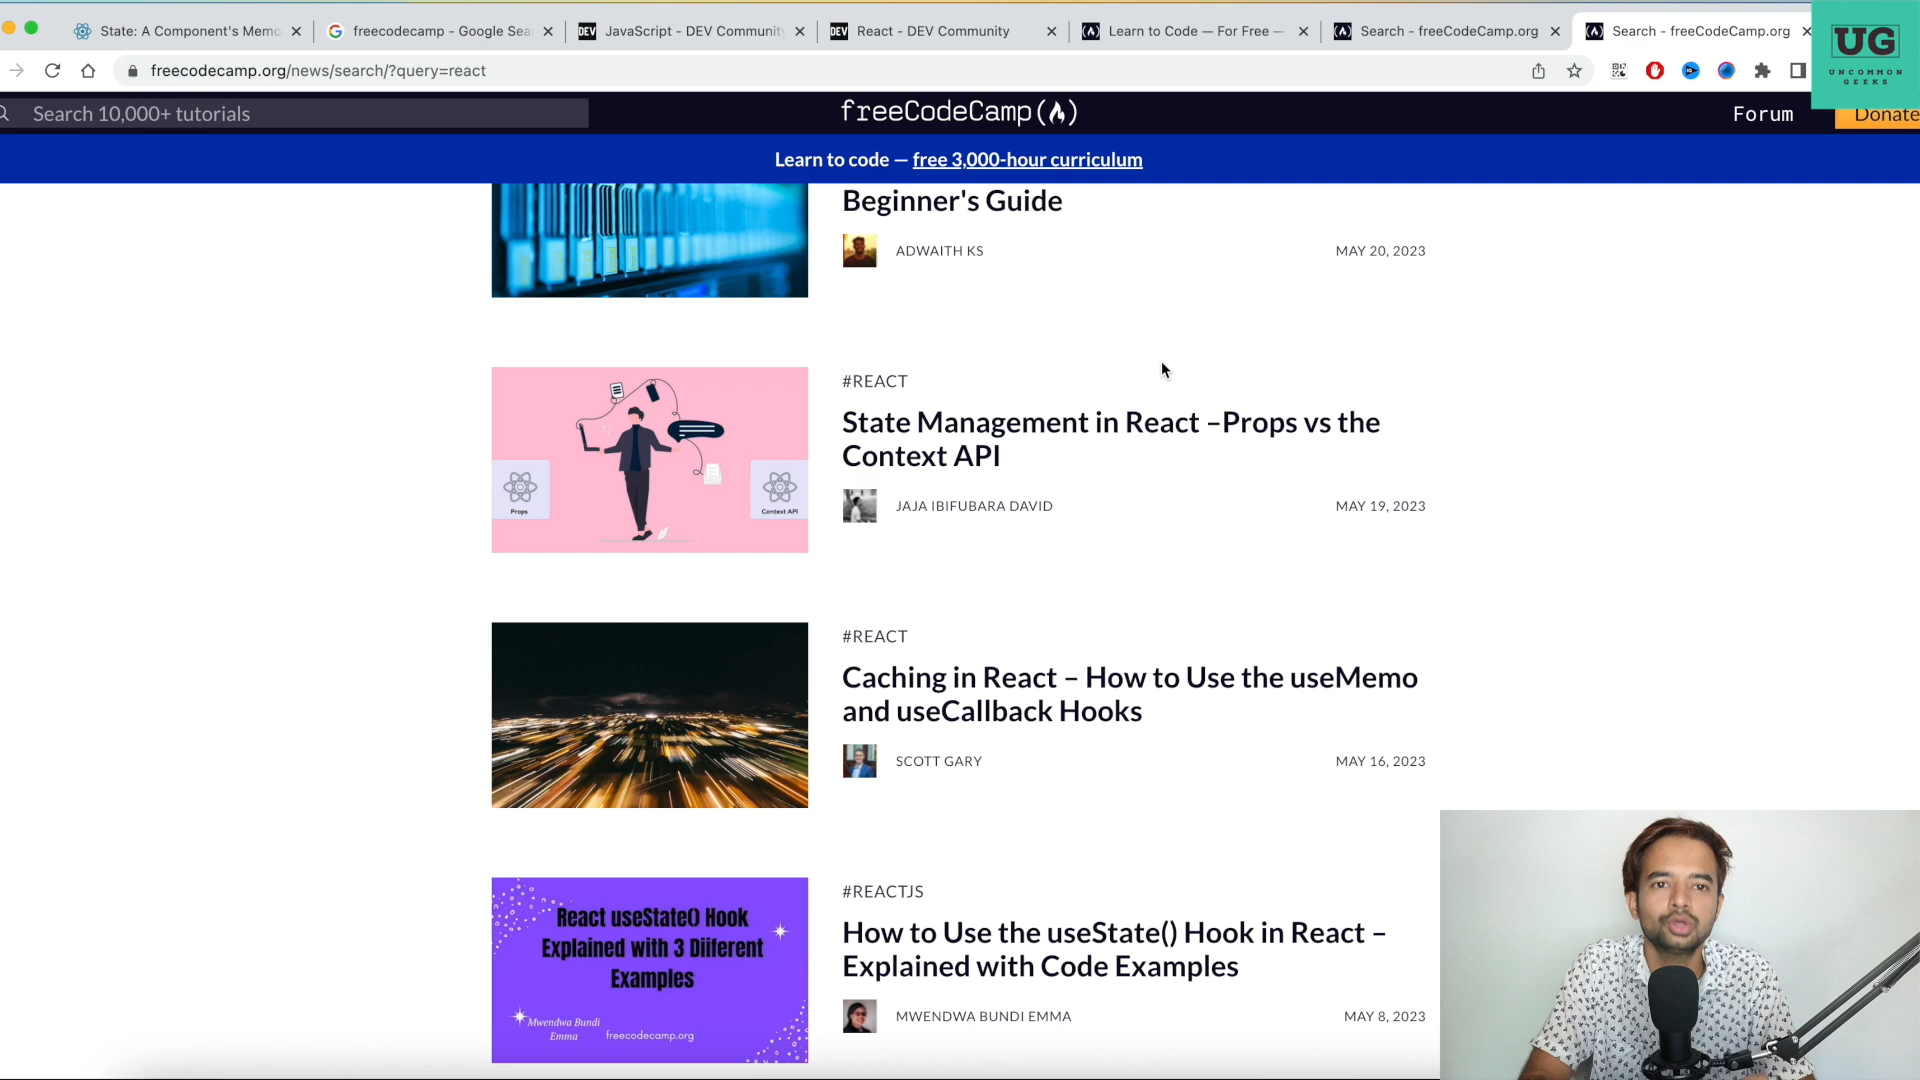 State: A Component's Memo
freecodecamp - Google Sear
DEV
JavaScript - DEV Community
DEV
React - DEV Community
Learn to Code — For Free —
Search - freeCodeCamp.org
Search - freeCodeCamp.org
UG
UNCOMMON
GEEKS
freecodecamp.org/news/search/?query=react
Search 10,000+ tutorials
freeCodeCamp
Forum
Donate
Learn to code — free 3,000-hour curriculum
Beginner's Guide
ADWAITH KS
MAY 20, 2023
#REACT
State Management in React –Props vs the
Context API
JAJA IBIFUBARA DAVID
MAY 19, 2023
Props
Context API
#REACT
Caching in React – How to Use the useMemo
and useCallback Hooks
SCOTT GARY
MAY 16, 2023
#REACTJS
How to Use the useState() Hook in React –
Explained with Code Examples
MWENDWA BUNDI EMMA
MAY 8, 2023
React useState() Hook
Explained with 3 Diiferent
Examples
Mwendwa Bundi
Emma
freecodecamp.org